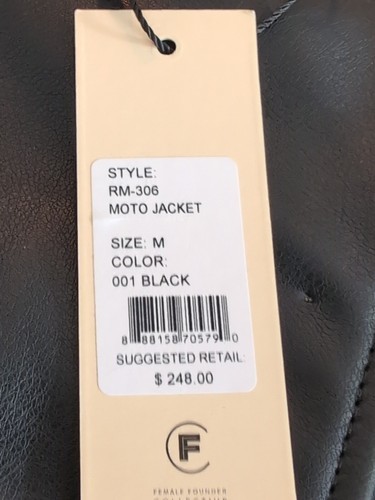 STYLE:
RM-306
MOTO JACKET
SIZE: M
COLOR:
001 BLACK
8 88158 70579 0
SUGGESTED RETAIL
$ 248.00
F
FEMALE FOUNDER
COLLECTIVE